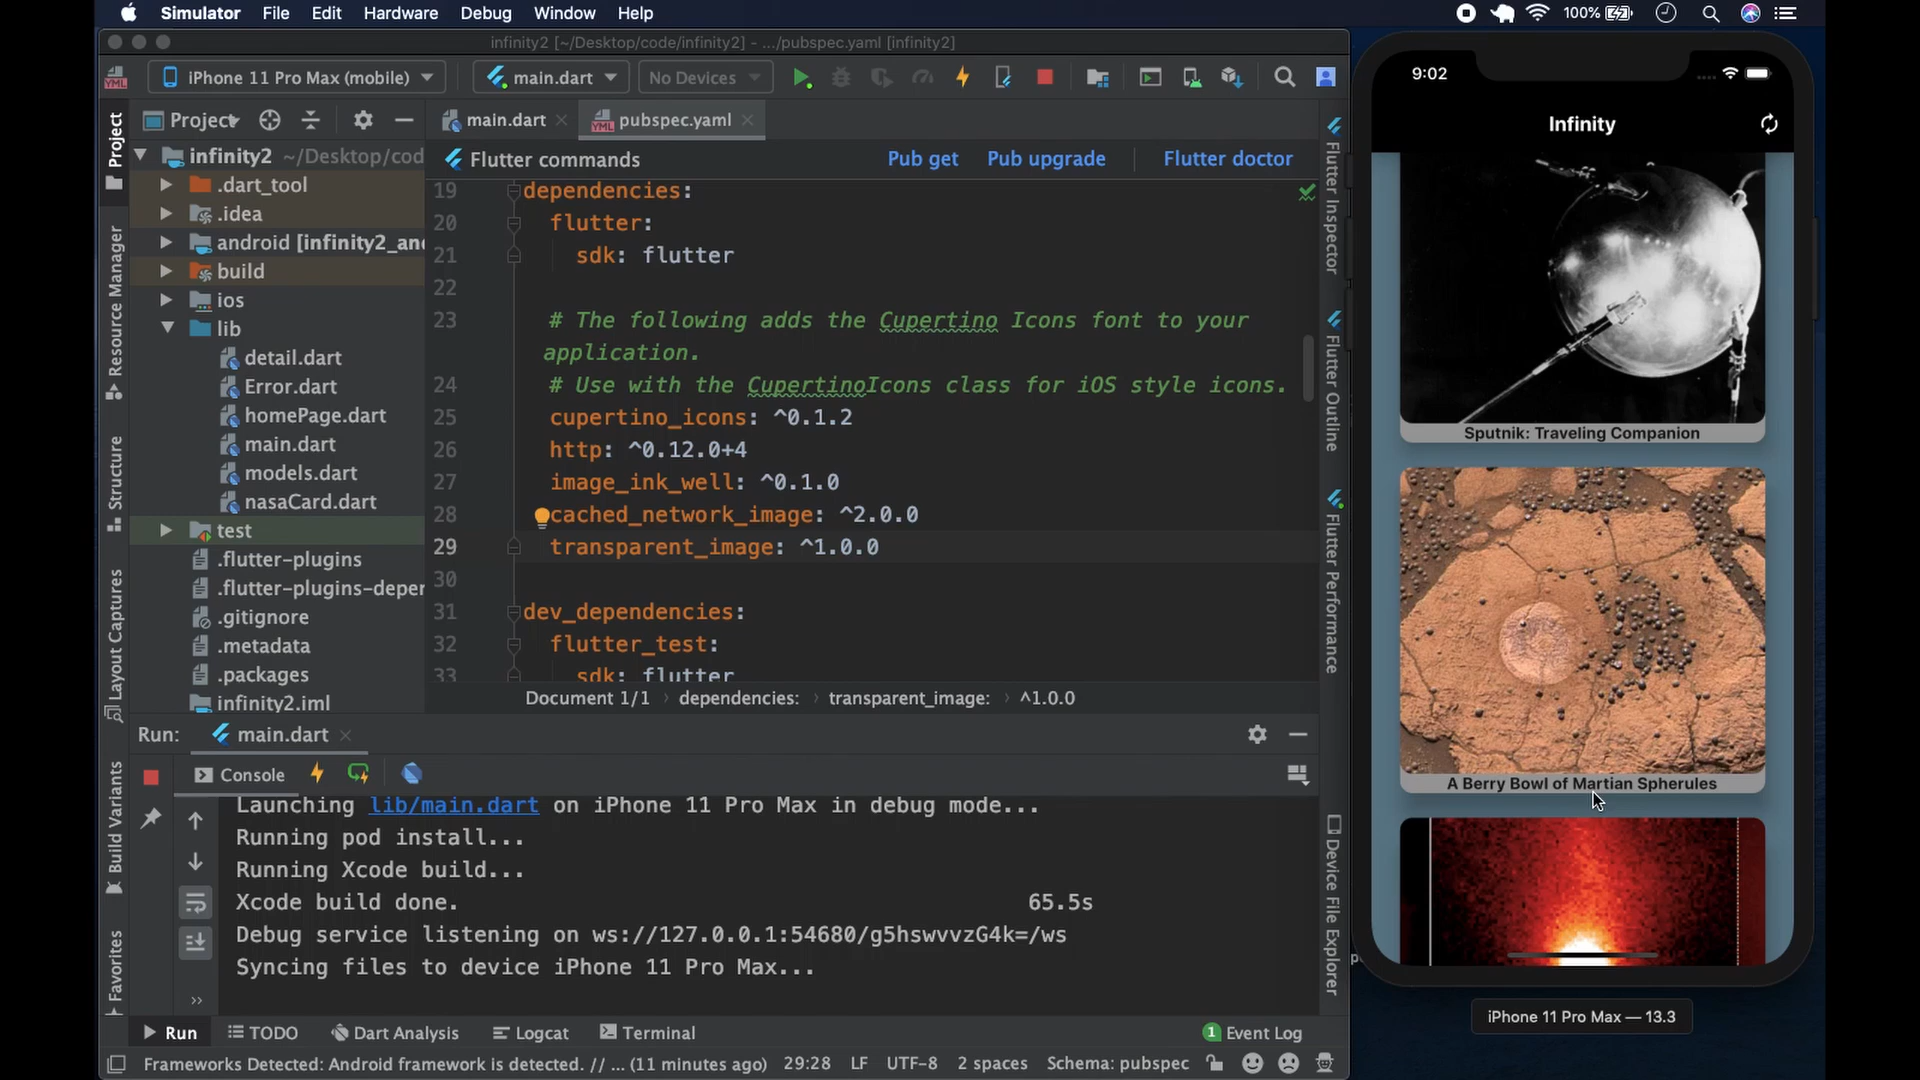 Simulator File Edit Hardware Debug Window Help 100%
infinity2 [~/Desktop/code/infinity2] - .../pubspec.yaml [infinity2]
iPhone 11 Pro Max (mobile) main.dart No Devices
Project
main.dart pubspec.yaml
Flutter commands Pub get Pub upgrade Flutter doctor
infinity2 ~/Desktop/cod
.dart_tool
.idea
android [infinity2_an
build
ios
lib
detail.dart
Error.dart
homePage.dart
main.dart
models.dart
nasaCard.dart
test
.flutter-plugins
.flutter-plugins-deper
.gitignore
.metadata
.packages
infinity2.iml
19 dependencies:
20 flutter:
21 sdk: flutter
22
23 # The following adds the Cupertino Icons font to your
application.
24 # Use with the CupertinoIcons class for iOS style icons.
25 cupertino_icons: ^0.1.2
26 http: ^0.12.0+4
27 image_ink_well: ^0.1.0
28 cached_network_image: ^2.0.0
29 transparent_image: ^1.0.0
30
31 dev_dependencies:
32 flutter_test:
33 sdk: flutter
Document 1/1 dependencies: transparent_image: ^1.0.0
Project
Resource Manager
Structure
Layout Captures
Build Variants
Favorites
Flutter Inspector
Flutter Outline
Flutter Performance
Device File Explorer
Run: main.dart
Console
Launching lib/main.dart on iPhone 11 Pro Max in debug mode...
Running pod install...
Running Xcode build...
Xcode build done. 65.5s
Debug service listening on ws://127.0.0.1:54680/g5hswvvzG4k=/ws
Syncing files to device iPhone 11 Pro Max...
Run TODO Dart Analysis Logcat Terminal 1 Event Log
Frameworks Detected: Android framework is detected. // ... (11 minutes ago) 29:28 LF UTF-8 2 spaces Schema: pubspec
9:02
Infinity
Sputnik: Traveling Companion
A Berry Bowl of Martian Spherules
iPhone 11 Pro Max — 13.3